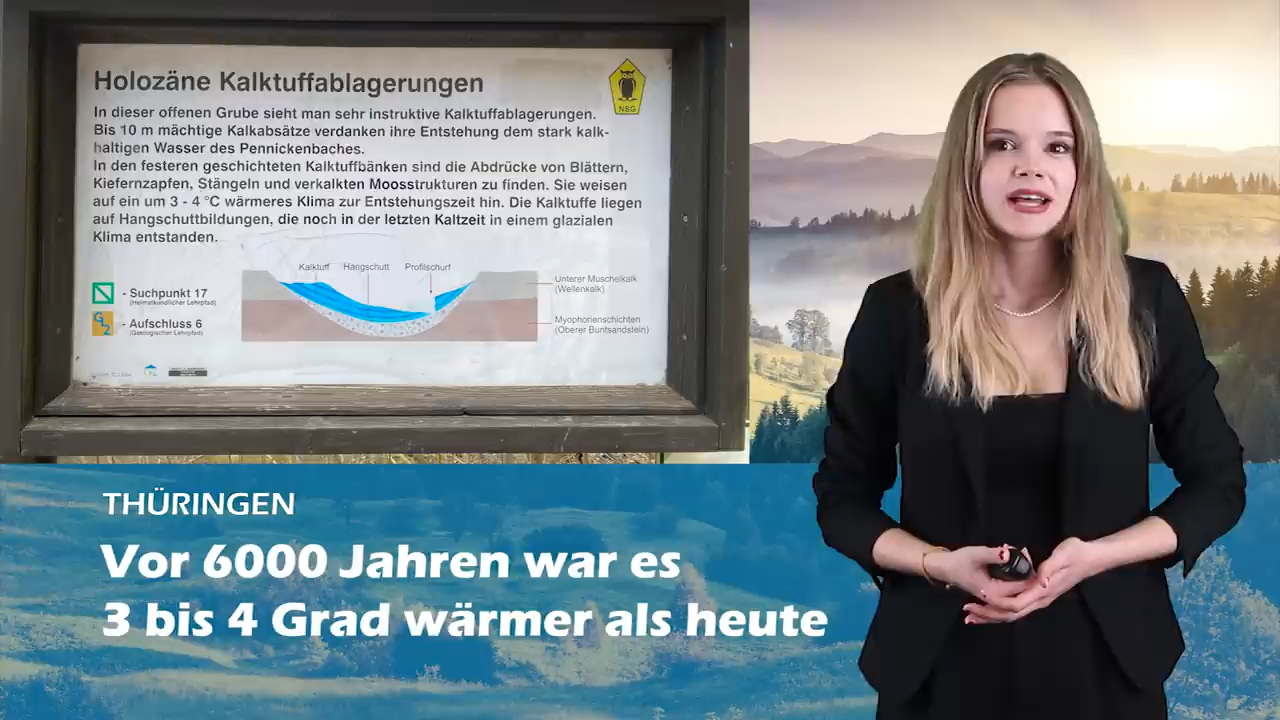 Holozäne Kalktuffablagerungen
NSG
In dieser offenen Grube sieht man sehr instruktive Kalktuffablagerungen.
Bis 10 m mächtige Kalkabsätze verdanken ihre Entstehung dem stark kalk-
haltigen Wasser des Pennickenbaches.
In den festeren geschichteten Kalktuffbänken sind die Abdrücke von Blättern,
Kiefernzapfen, Stängeln und verkalkten Moosstrukturen zu finden. Sie weisen
auf ein um 3 - 4 °C wärmeres Klima zur Entstehungszeit hin. Die Kalktuffe liegen
auf Hangschuttbildungen, die noch in der letzten Kaltzeit in einem glazialen
Klima entstanden.
Kalktuff Hangschutt Profilschurf
Unterer Muschelkalk
(Wellenkalk)
Myophorienschichten
(Oberer Buntsandstein)
- Suchpunkt 17
(Heimatkundlicher Lehrpfad)
- Aufschluss 6
(Geologischer Lehrpfad)
THÜRINGEN
Vor 6000 Jahren war es
3 bis 4 Grad wärmer als heute